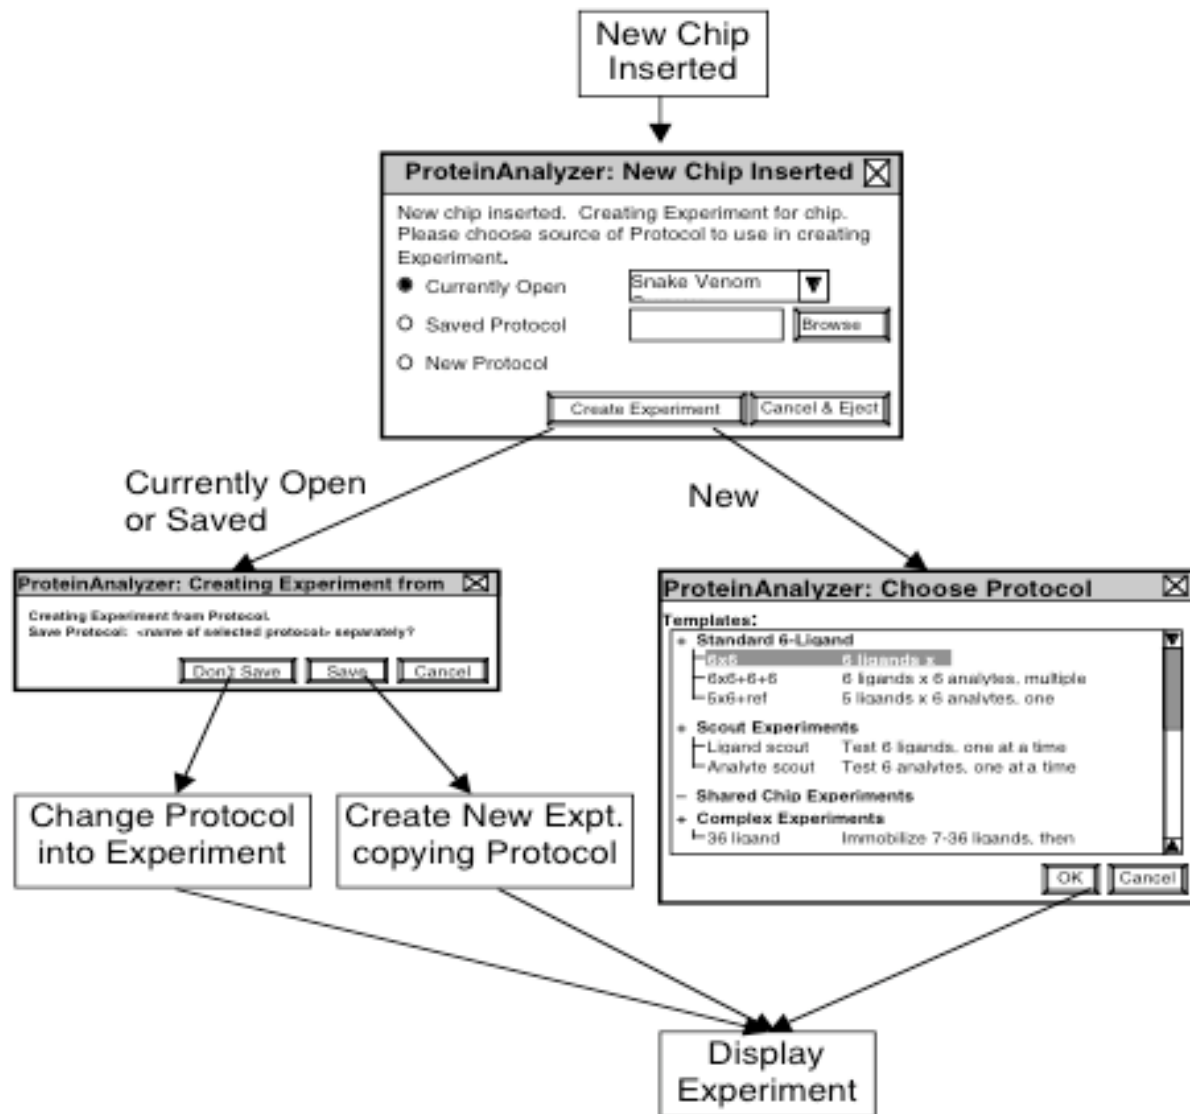 New Chip
Inserted
ProteinAnalyzer: New Chip Inserted
New chip inserted. Creating Experiment for chip.
Please choose source of Protocol to use in creating
Experiment.
Currently Open
Snake Venom
Saved Protocol
Browse
New Protocol
Create Experiment
Cancel & Eject
Currently Open
or Saved
New
ProteinAnalyzer: Creating Experiment from
Creating Experiment from Protocol.
Save Protocol: <name of selected protocol> separately?
Don't Save
Save
Cancel
ProteinAnalyzer: Choose Protocol
Templates:
+ Standard 6-Ligand
6x6 6 ligands x
6x6+6+6 6 ligands x 6 analytes, multiple
5x6+ref 5 ligands x 6 analytes, one
+ Scout Experiments
Ligand scout Test 6 ligands, one at a time
Analyte scout Test 6 analytes, one at a time
- Shared Chip Experiments
+ Complex Experiments
36 ligand Immobilize 7-36 ligands, then
OK
Cancel
Change Protocol
into Experiment
Create New Expt.
copying Protocol
Display
Experiment